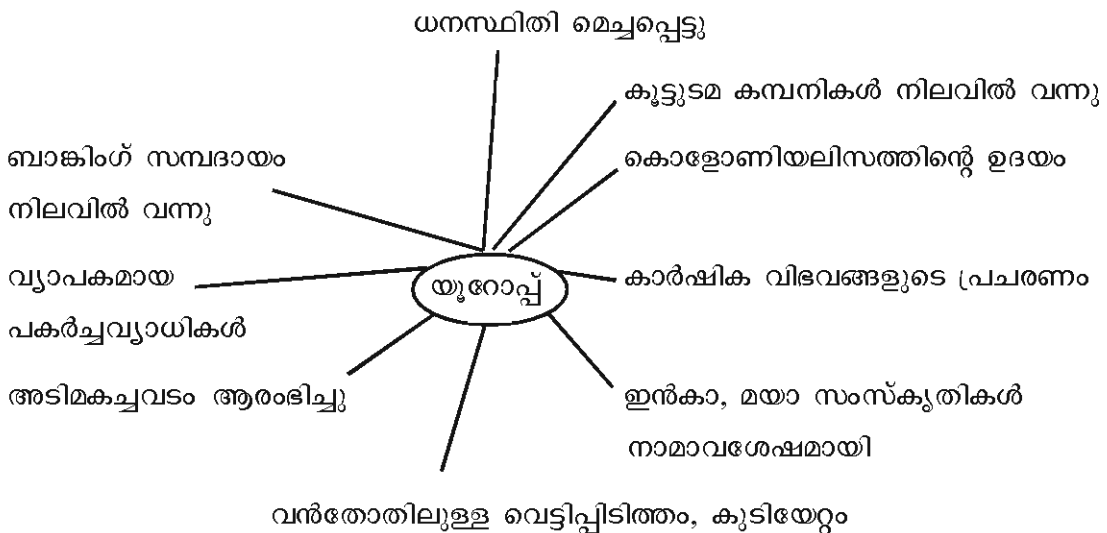 ധനസ്ഥിതി മെച്ചപ്പെട്ടു
കൂട്ടുടമ കമ്പനികൾ നിലവിൽ വന്നു
ബാങ്കിംഗ് സമ്പദായം
നിലവിൽ വന്നു
കൊളോണിയലിസത്തിന്റെ ഉദയം
വ്യാപകമായ
പകർച്ചവ്യാധികൾ
യൂറോപ്പ്
കാർഷിക വിഭവങ്ങളുടെ പ്രചരണം
അടിമകച്ചവടം ആരംഭിച്ചു
ഇൻകാ, മയാ സംസ്കൃതികൾ
നാമാവശേഷമായി
വൻതോതിലുള്ള വെട്ടിപ്പിടിത്തം, കുടിയേറ്റം